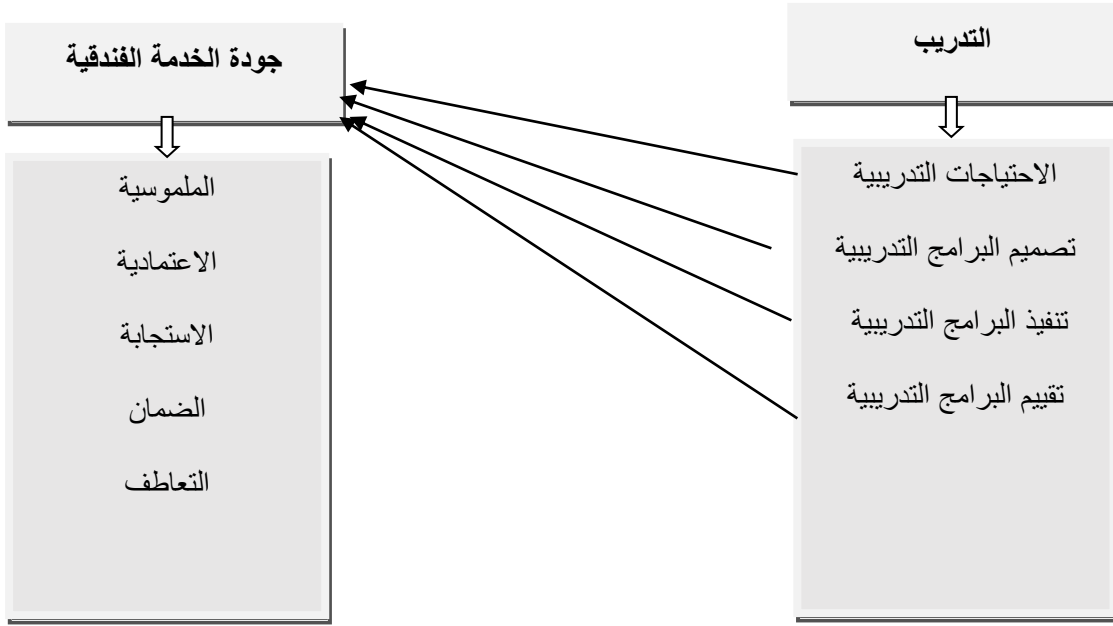 التدريب
الاحتياجات التدريبية
تصميم البرامج التدريبية
تنفيذ البرامج التدريبية
تقييم البرامج التدريبية
جودة الخدمة الفندقية
الملموسية
الاعتمادية
الاستجابة
الضمان
التعاطف